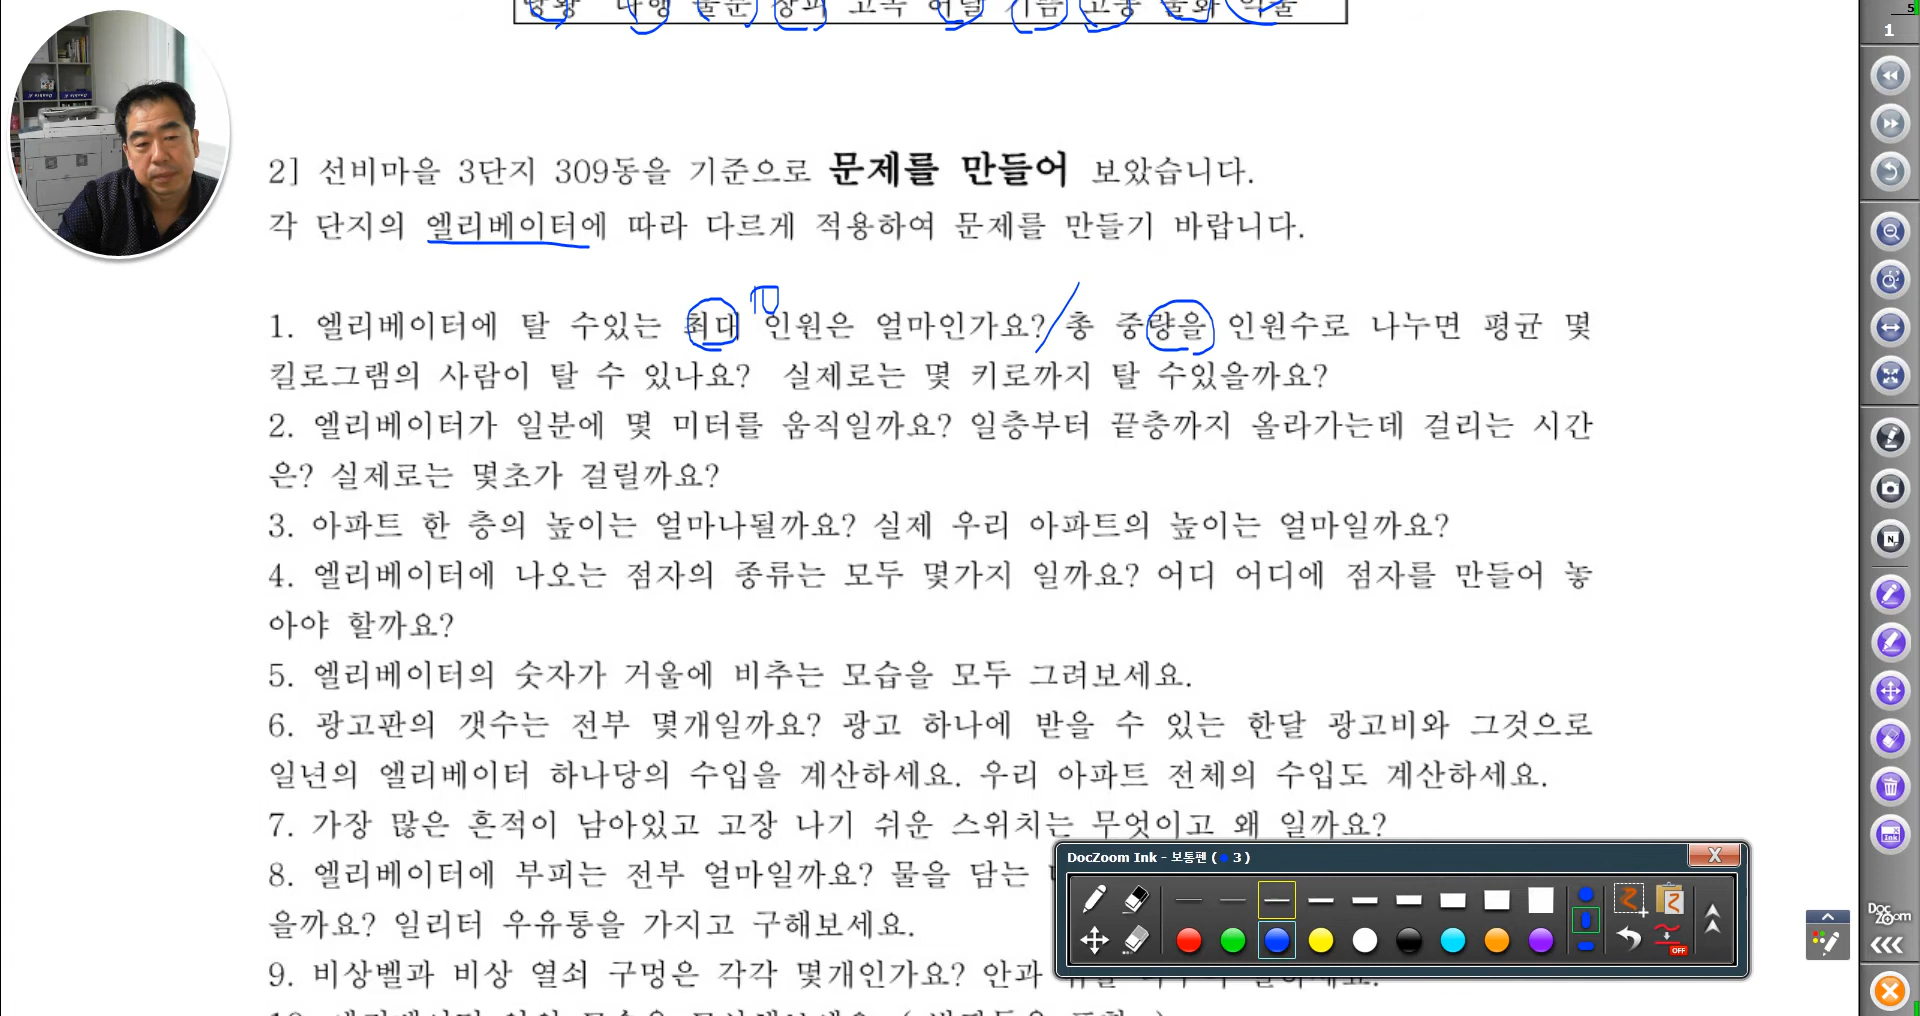 5
1
2] 선비마을 3단지 309동을 기준으로 문제를 만들어 보았습니다.
각 단지의 엘리베이터에 따라 다르게 적용하여 문제를 만들기 바랍니다.
1. 엘리베이터에 탈 수있는 최대 인원은 얼마인가요? 총 중량을 인원수로 나누면 평균 몇
킬로그램의 사람이 탈 수 있나요? 실제로는 몇 키로까지 탈 수있을까요?
2. 엘리베이터가 일분에 몇 미터를 움직일까요? 일층부터 끝층까지 올라가는데 걸리는 시간
은? 실제로는 몇초가 걸릴까요?
3. 아파트 한 층의 높이는 얼마나될까요? 실제 우리 아파트의 높이는 얼마일까요?
4. 엘리베이터에 나오는 점자의 종류는 모두 몇가지 일까요? 어디 어디에 점자를 만들어 놓
아야 할까요?
5. 엘리베이터의 숫자가 거울에 비추는 모습을 모두 그려보세요.
6. 광고판의 갯수는 전부 몇개일까요? 광고 하나에 받을 수 있는 한달 광고비와 그것으로
일년의 엘리베이터 하나당의 수입을 계산하세요. 우리 아파트 전체의 수입도 계산하세요.
7. 가장 많은 흔적이 남아있고 고장 나기 쉬운 스위치는 무엇이고 왜 일까요?
8. 엘리베이터에 부피는 전부 얼마일까요? 물을 담는
을까요? 일리터 우유통을 가지고 구해보세요.
9. 비상벨과 비상 열쇠 구멍은 각각 몇개인가요? 안과
DocZoom Ink - 보통펜 ( 3 )
OFF
Doc Zoom
Ink